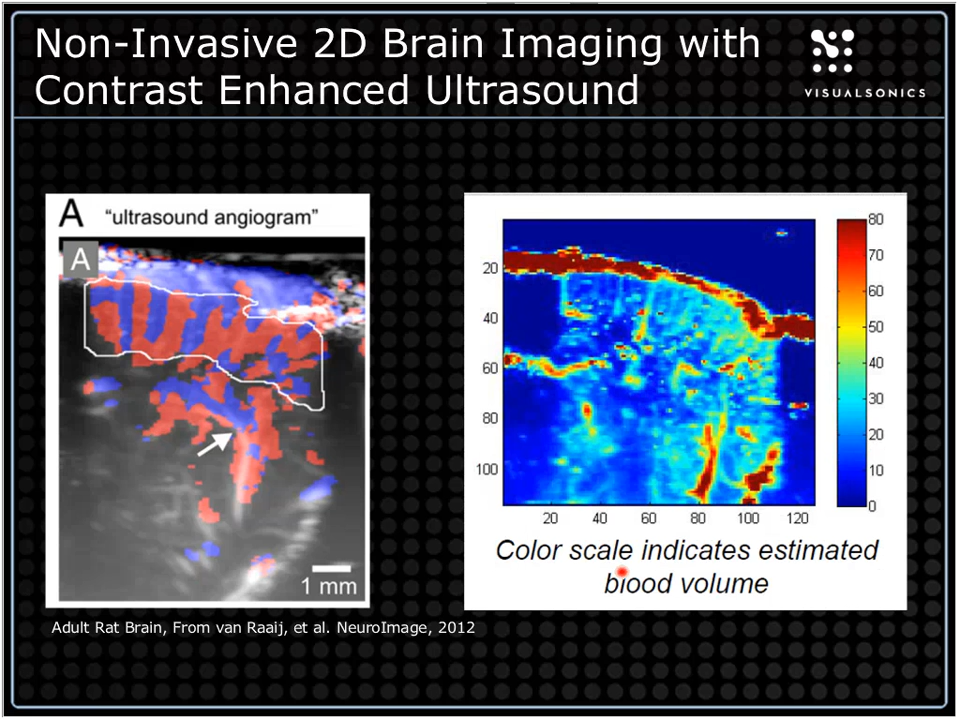 Non-Invasive 2D Brain Imaging with
Contrast Enhanced Ultrasound
VISUALSONICS
A "ultrasound angiogram"
A
1 mm
80
70
60
50
40
30
20
10
0
20
40
60
80
100
20 40 60 80 100 120
Color scale indicates estimated
blood volume
Adult Rat Brain, From van Raaij, et al. NeuroImage, 2012